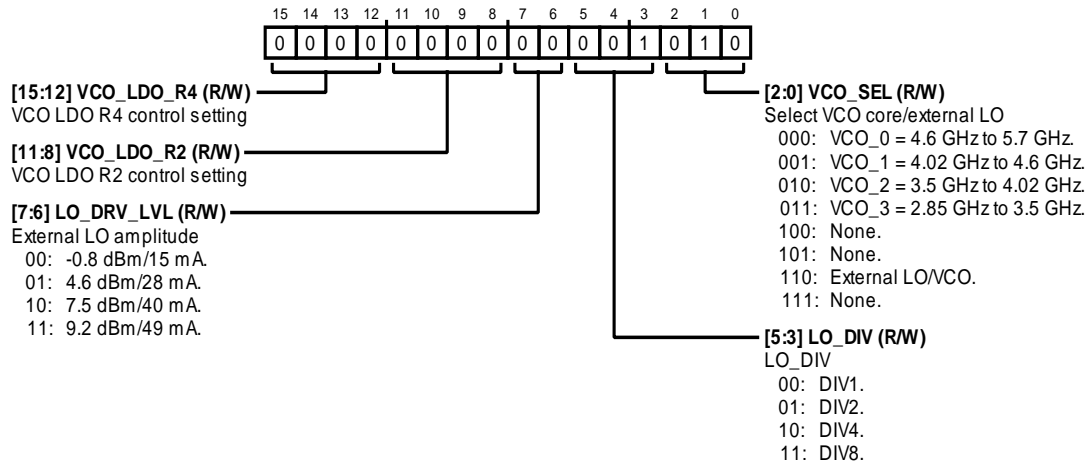 15 14 13 12 11 10 9 8 7 6 5 4 3 2 1 0
0 0 0 0 0 0 0 0 0 0 0 0 1 0 1 0
[15:12] VCO_LDO_R4 (R/W)
VCO LDO R4 control setting
[11:8] VCO_LDO_R2 (R/W)
VCO LDO R2 control setting
[7:6] LO_DRV_LVL (R/W)
External LO amplitude
00: -0.8 dBm/15 mA.
01: 4.6 dBm/28 mA.
10: 7.5 dBm/40 mA.
11: 9.2 dBm/49 mA.
[2:0] VCO_SEL (R/W)
Select VCO core/external LO
000: VCO_0 = 4.6 GHz to 5.7 GHz.
001: VCO_1 = 4.02 GHz to 4.6 GHz.
010: VCO_2 = 3.5 GHz to 4.02 GHz.
011: VCO_3 = 2.85 GHz to 3.5 GHz.
100: None.
101: None.
110: External LO/VCO.
111: None.
[5:3] LO_DIV (R/W)
LO_DIV
00: DIV1.
01: DIV2.
10: DIV4.
11: DIV8.